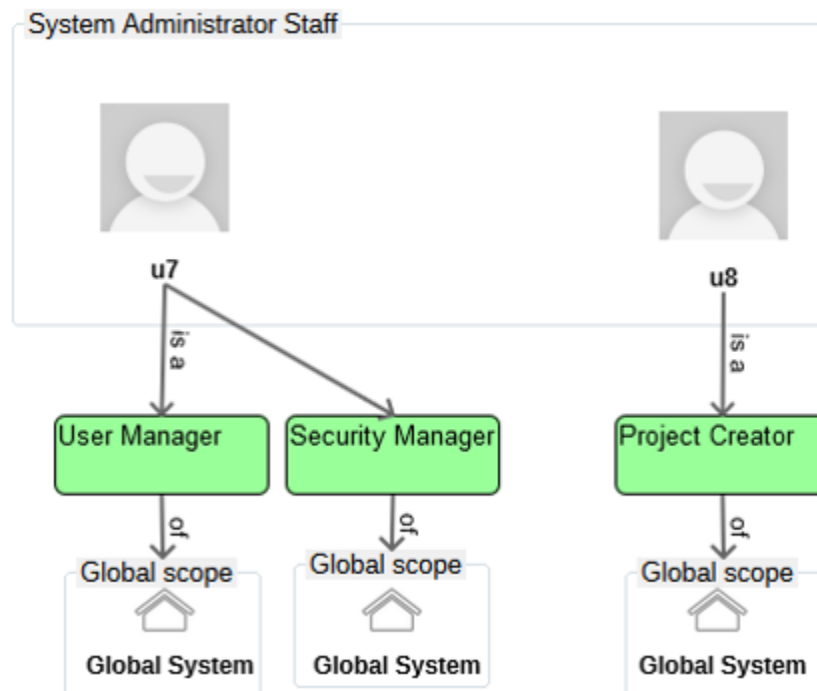 System Administrator Staff
u7
u8
is a
is a
User Manager
Security Manager
Project Creator
of
of
of
Global scope
Global scope
Global scope
Global System
Global System
Global System